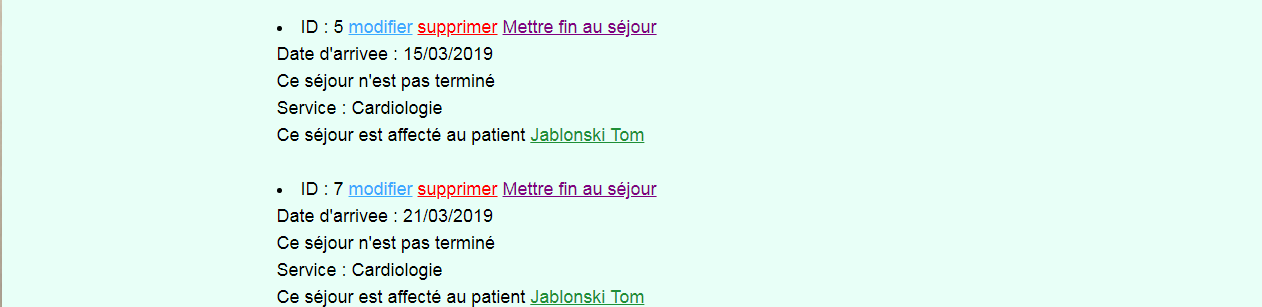 • ID : 5 modifier supprimer Mettre fin au séjour
Date d'arrivee : 15/03/2019
Ce séjour n'est pas terminé
Service : Cardiologie
Ce séjour est affecté au patient Jablonski Tom
• ID : 7 modifier supprimer Mettre fin au séjour
Date d'arrivee : 21/03/2019
Ce séjour n'est pas terminé
Service : Cardiologie
Ce séjour est affecté au patient Jablonski Tom